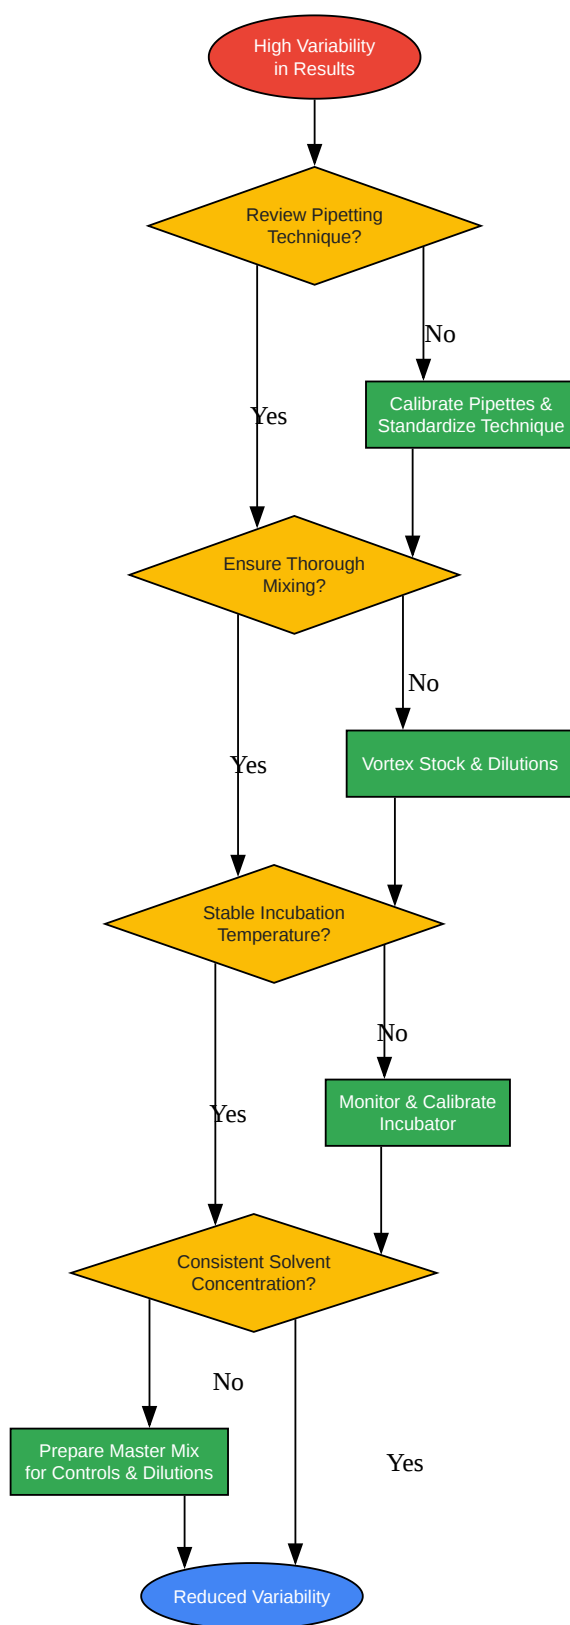 High Variability
in Results
Review Pipetting
Technique?
No
Calibrate Pipettes &
Standardize Technique
Yes
Ensure Thorough
Mixing?
No
Vortex Stock & Dilutions
Yes
Stable Incubation
Temperature?
No
Monitor & Calibrate
Incubator
Yes
Consistent Solvent
Concentration?
No
Prepare Master Mix
for Controls & Dilutions
Yes
Reduced Variability